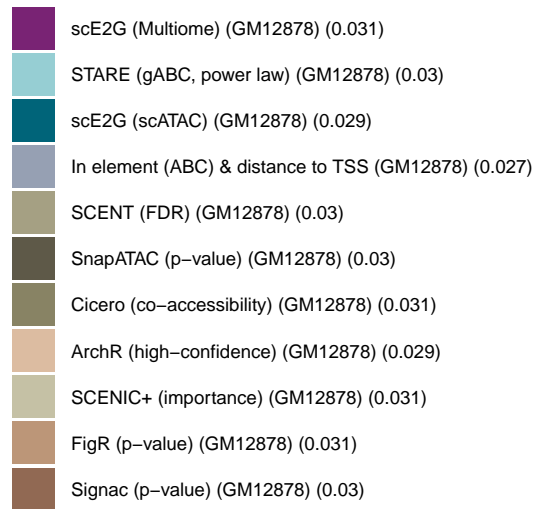 scE2G (Multiome) (GM12878) (0.031)
STARE (gABC, power law) (GM12878) (0.03)
scE2G (scATAC) (GM12878) (0.029)
In element (ABC) & distance to TSS (GM12878) (0.027)
SCENT (FDR) (GM12878) (0.03)
SnapATAC (p−value) (GM12878) (0.03)
Cicero (co−accessibility) (GM12878) (0.031)
ArchR (high−confidence) (GM12878) (0.029)
SCENIC+ (importance) (GM12878) (0.031)
FigR (p−value) (GM12878) (0.031)
Signac (p−value) (GM12878) (0.03)